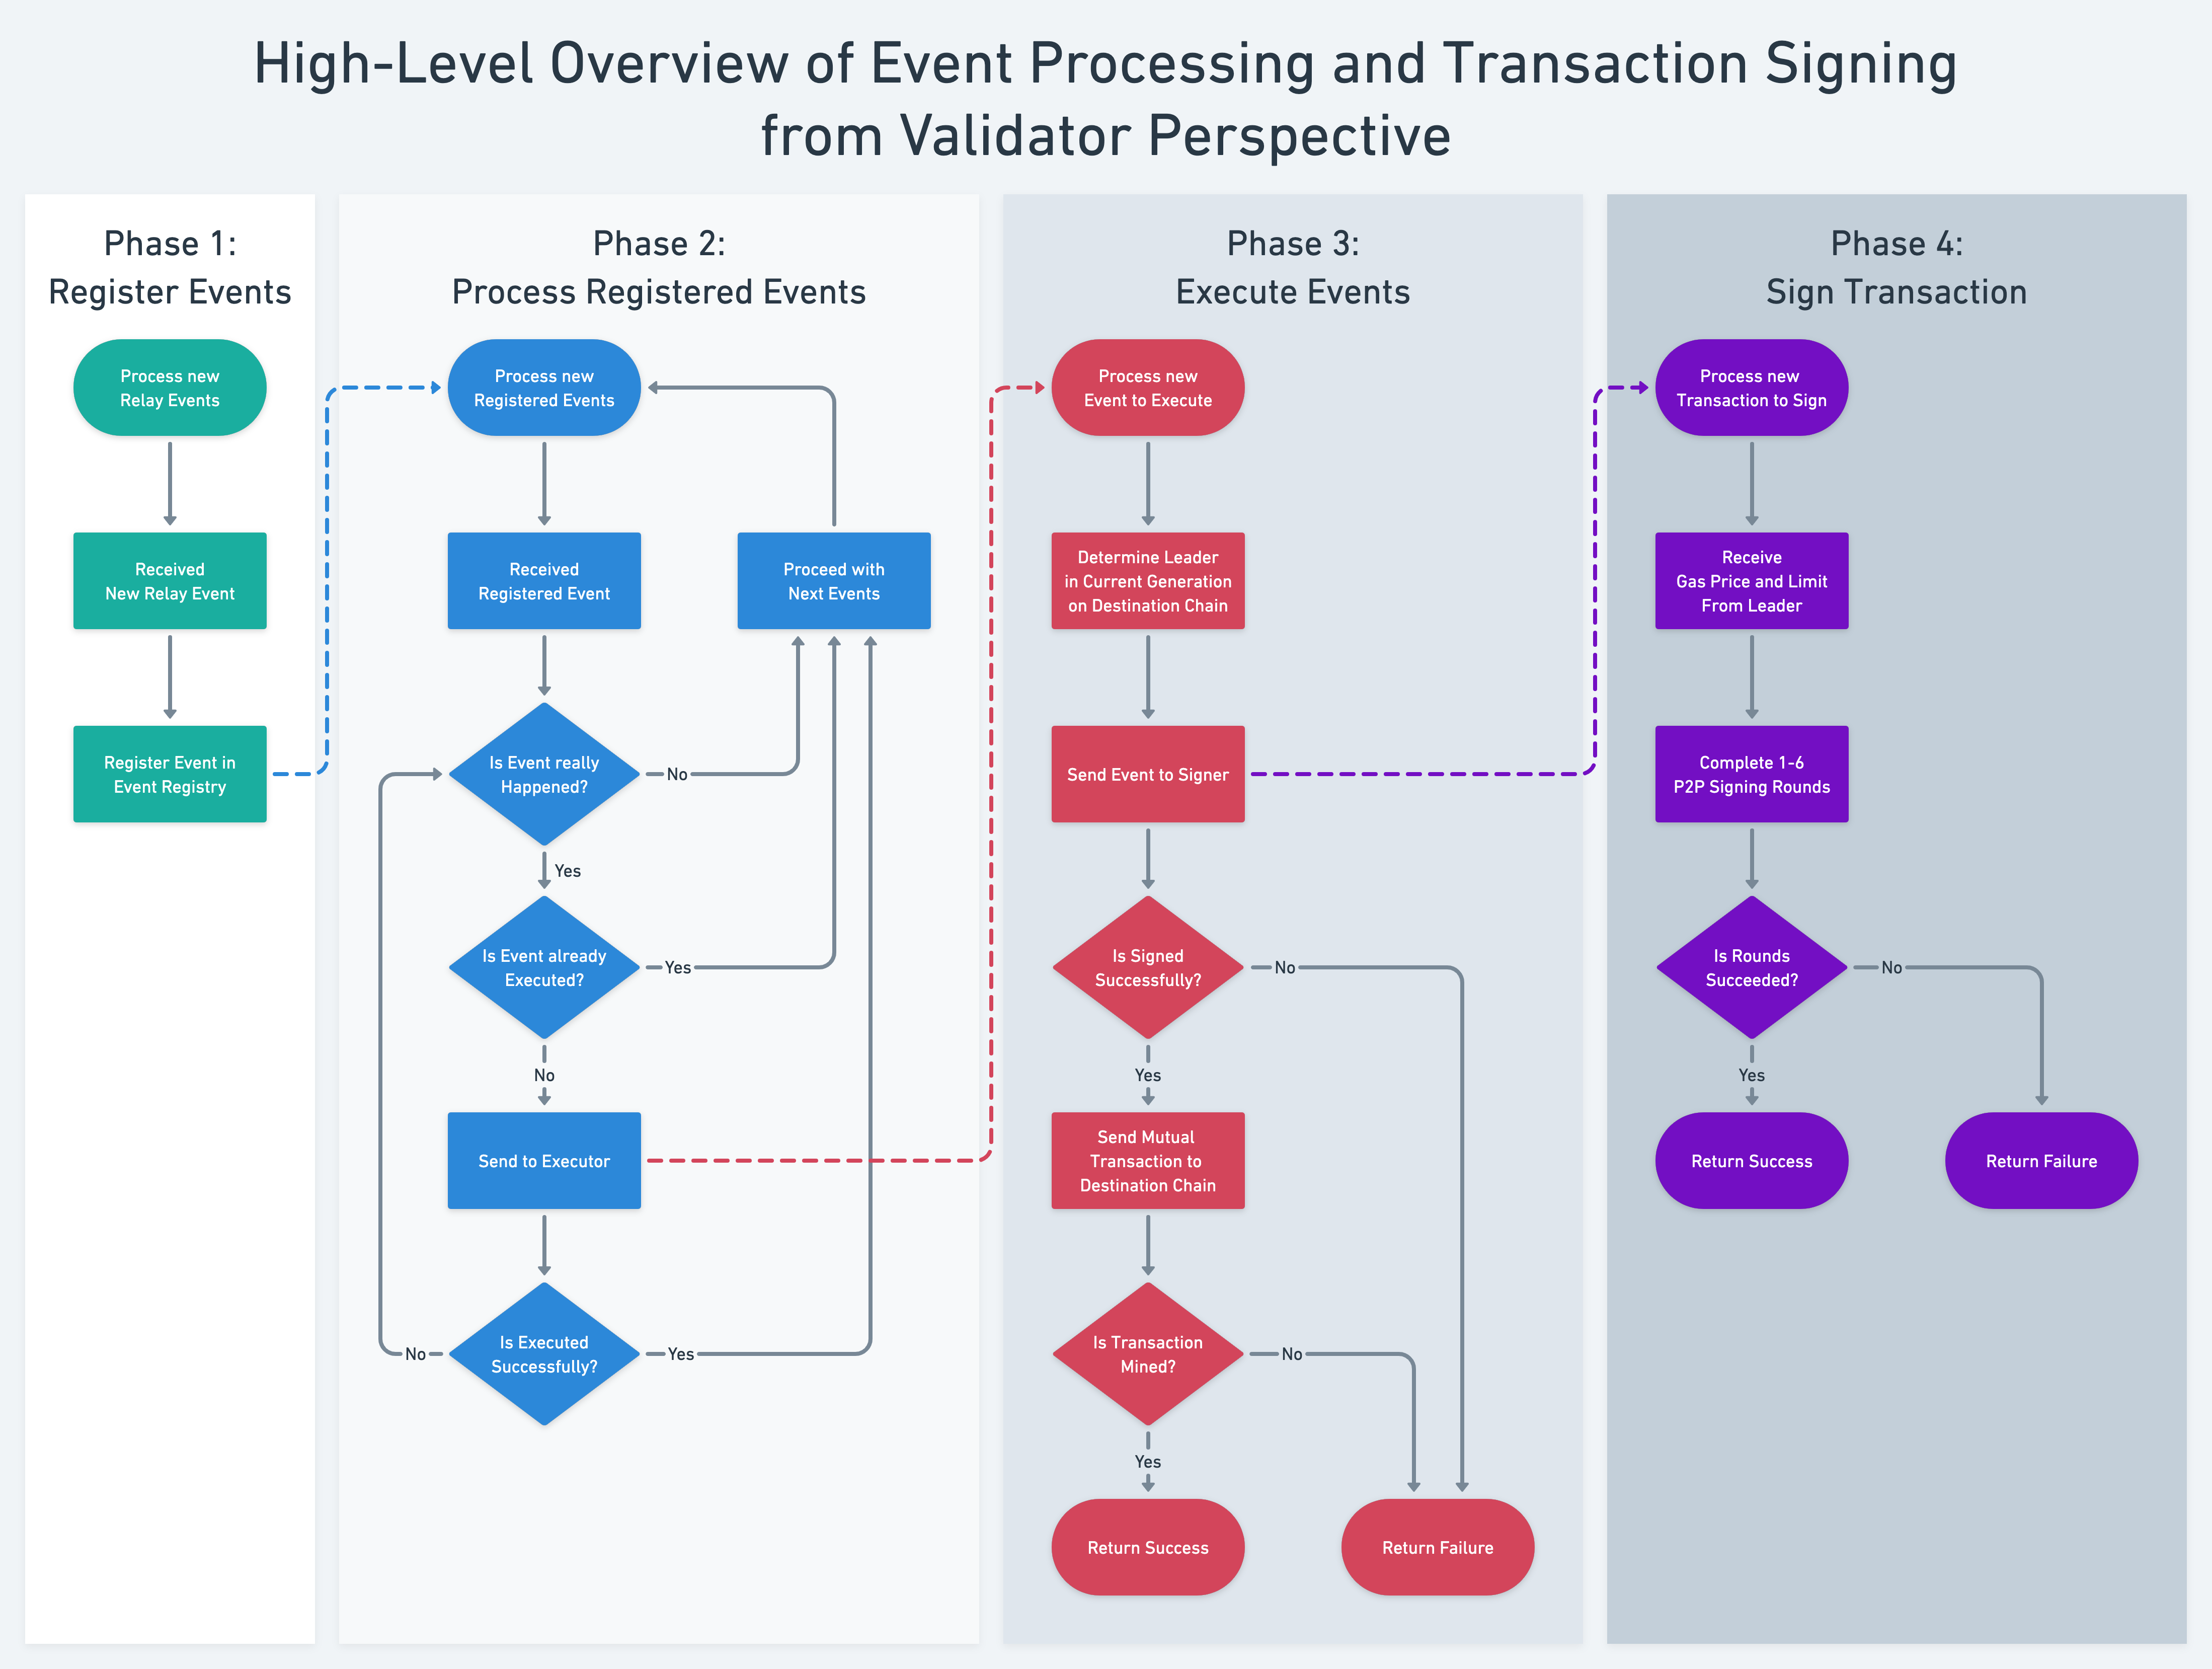 High-Level Overview of Event Processing and Transaction Signing
from Validator Perspective
Phase 1:
Register Events
Process new
Relay Events
Received
New Relay Event
Register Event in
Event Registry
Phase 2:
Process Registered Events
Process new
Registered Events
Received
Registered Event
Proceed with
Next Events
Is Event really
Happened?
No
Yes
Is Event already
Executed?
Yes
No
Send to Executor
Is Executed
Successfully?
No
Yes
Phase 3:
Execute Events
Process new
Event to Execute
Determine Leader
in Current Generation
on Destination Chain
Send Event to Signer
Is Signed
Successfully?
No
Yes
Send Mutual
Transaction to
Destination Chain
Is Transaction
Mined?
No
Yes
Return Success
Return Failure
Phase 4:
Sign Transaction
Process new
Transaction to Sign
Receive
Gas Price and Limit
From Leader
Complete 1-6
P2P Signing Rounds
Is Rounds
Succeeded?
No
Yes
Return Success
Return Failure